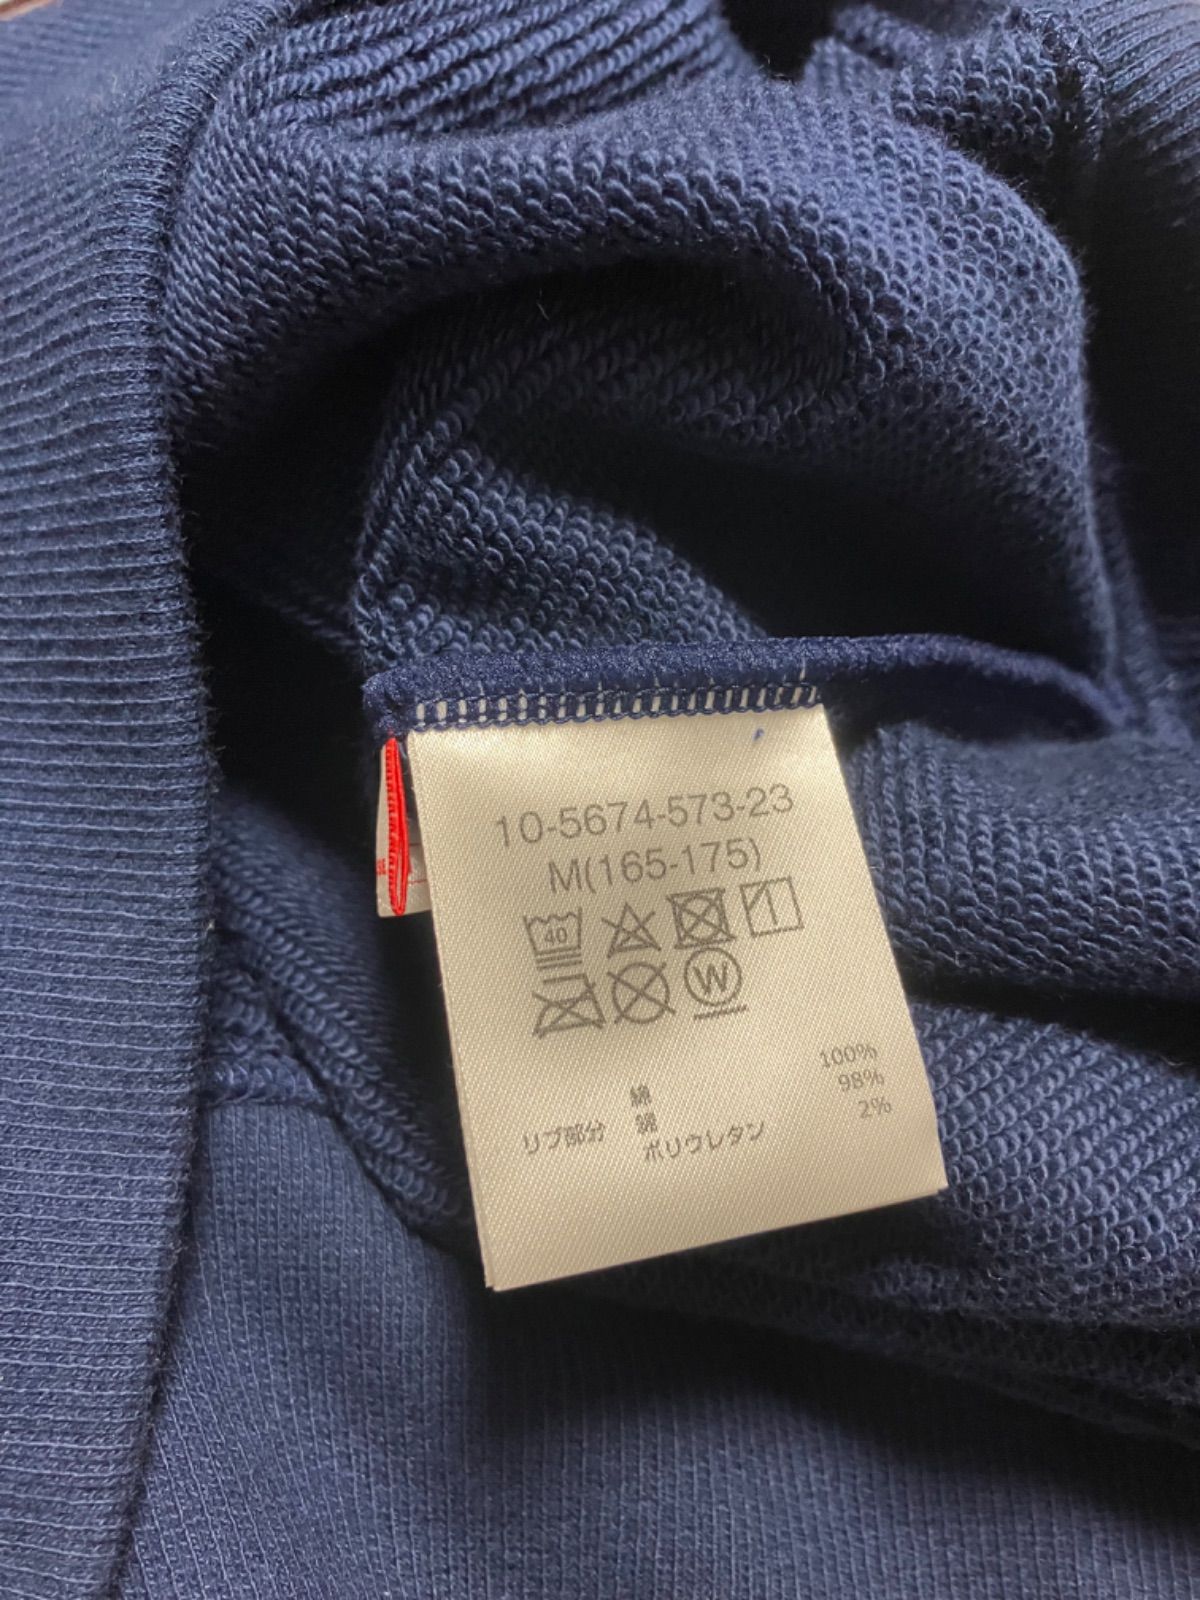 10-5674-573-23
M(165-175)
40
W
綿 100%
リブ部分 綿 98%
ポリウレタン 2%